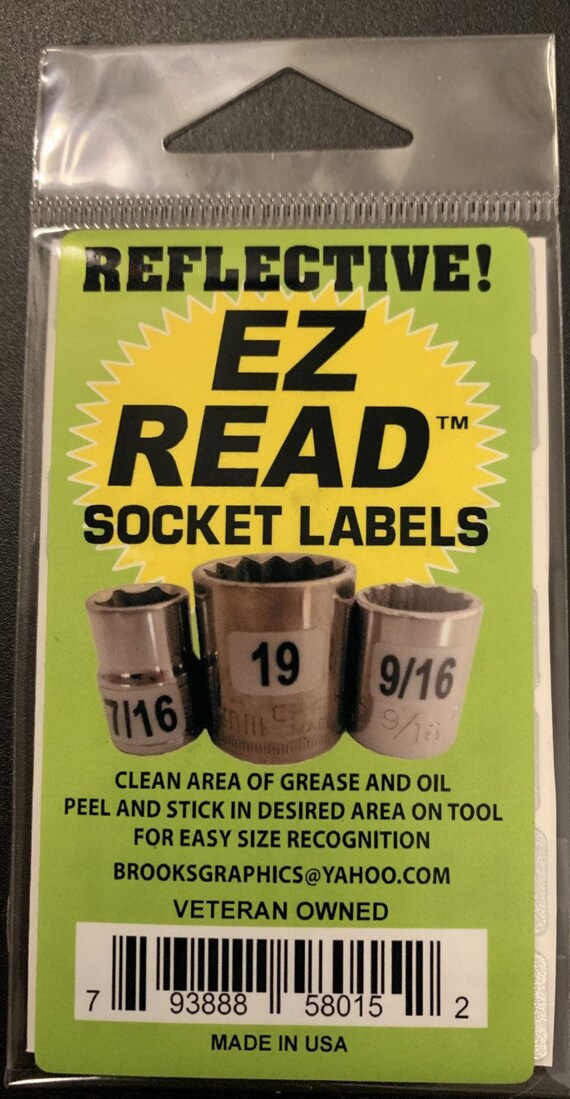 REFLECTIVE!
EZ
READ™
SOCKET LABELS
7/16
19
9/16
9/16
CLEAN AREA OF GREASE AND OIL
PEEL AND STICK IN DESIRED AREA ON TOOL
FOR EASY SIZE RECOGNITION
BROOKSGRAPHICS@YAHOO.COM
VETERAN OWNED
7 93888 58015 2
MADE IN USA